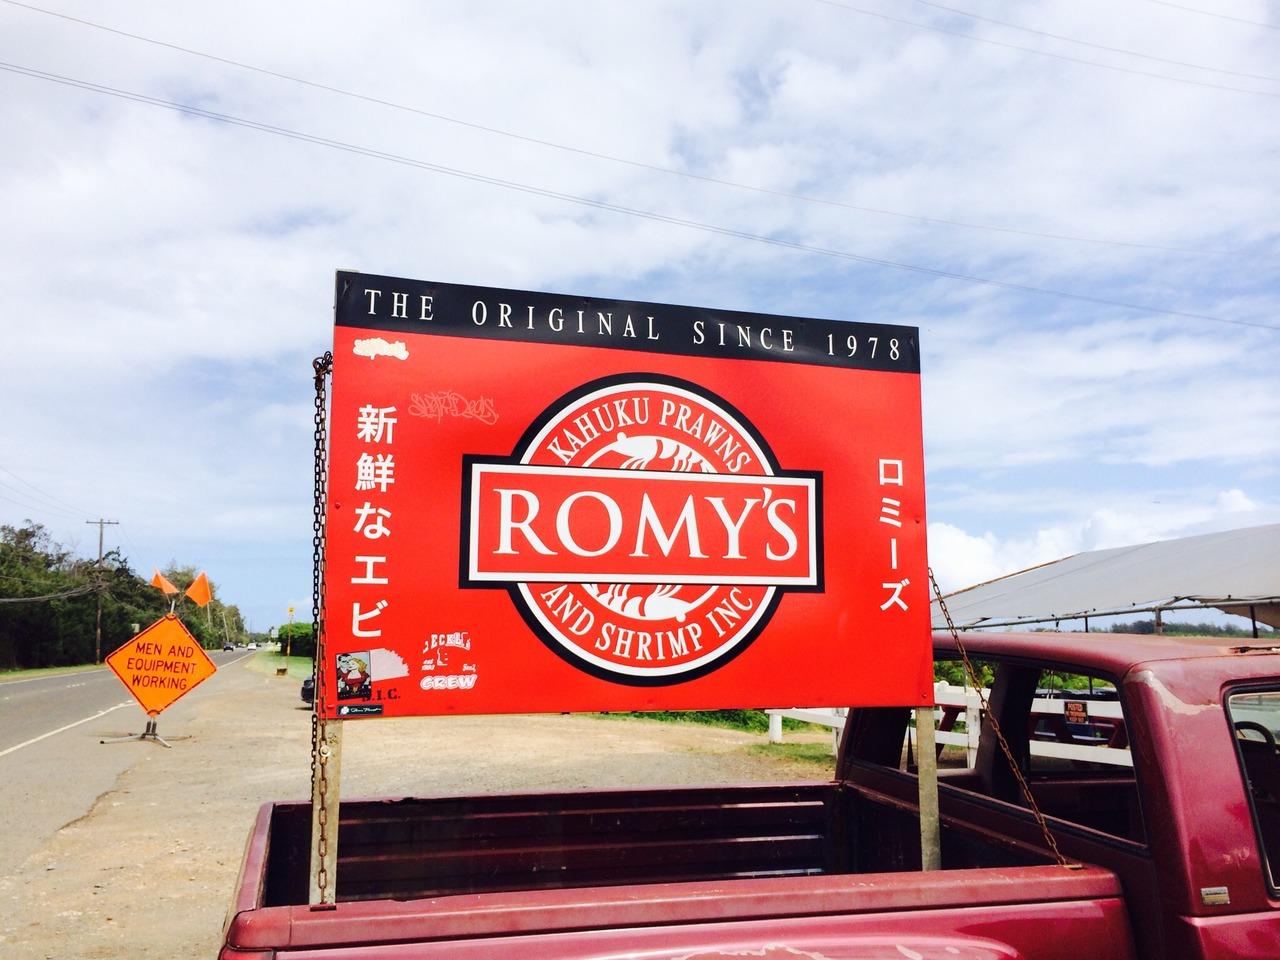 THE ORIGINAL SINCE 1978
新鮮なエビ
KAHUKU PRAWNS
ROMY'S
AND SHRIMP INC
ロミーズ
CREW
MEN AND
EQUIPMENT
WORKING
POSTED